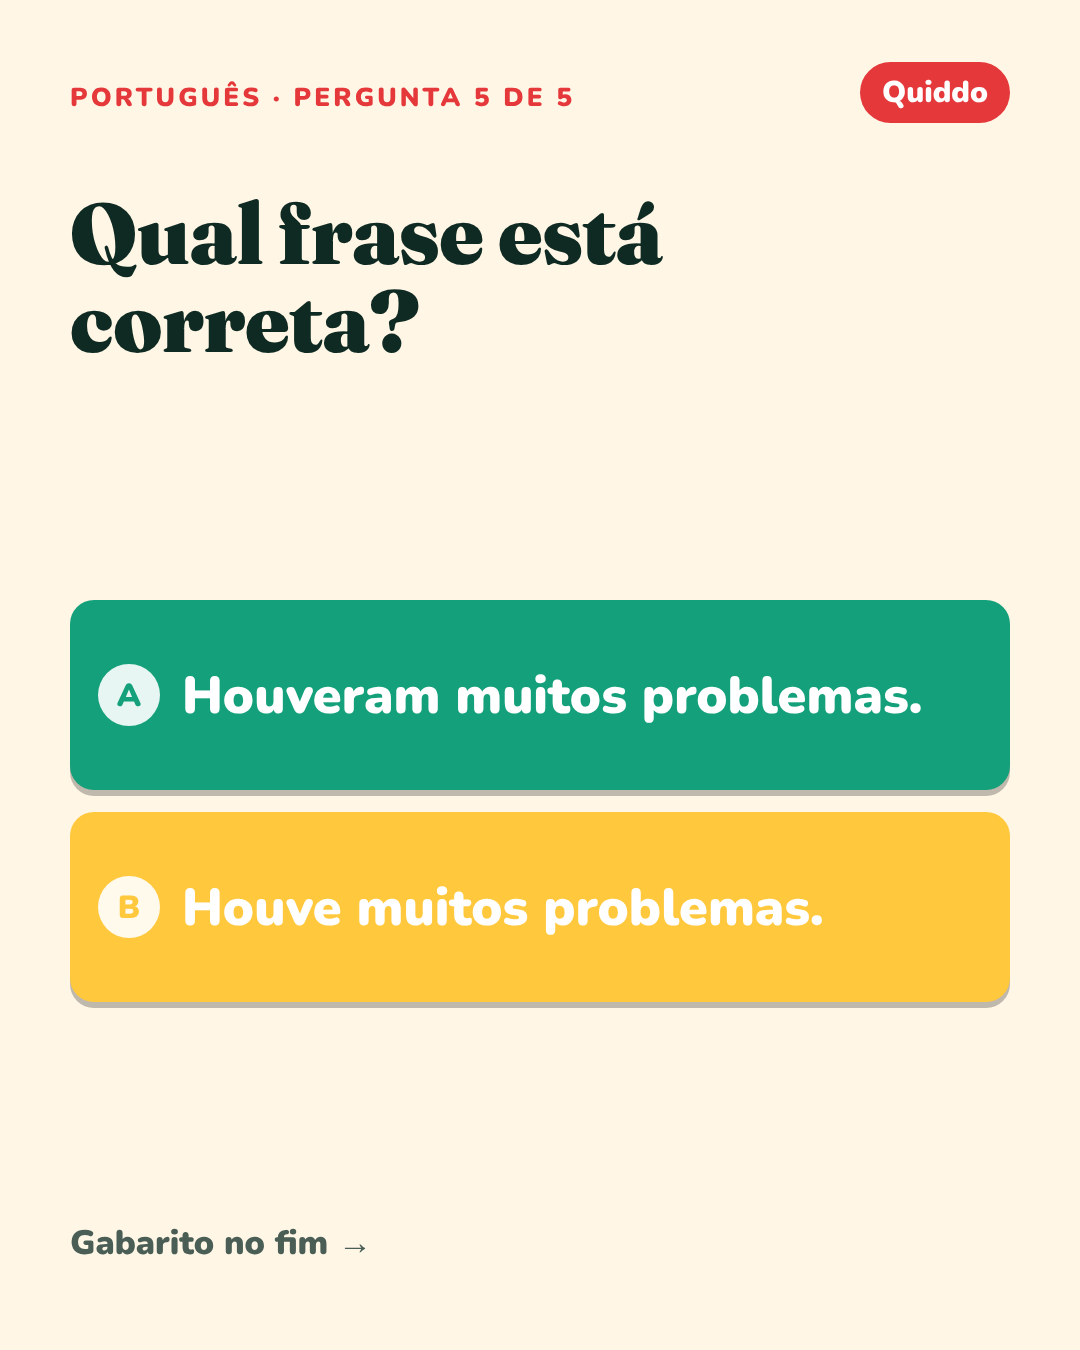 PORTUGUÊS · PERGUNTA 5 DE 5
Quiddo
Qual frase está
correta?
A Houveram muitos problemas.
B Houve muitos problemas.
Gabarito no fim →